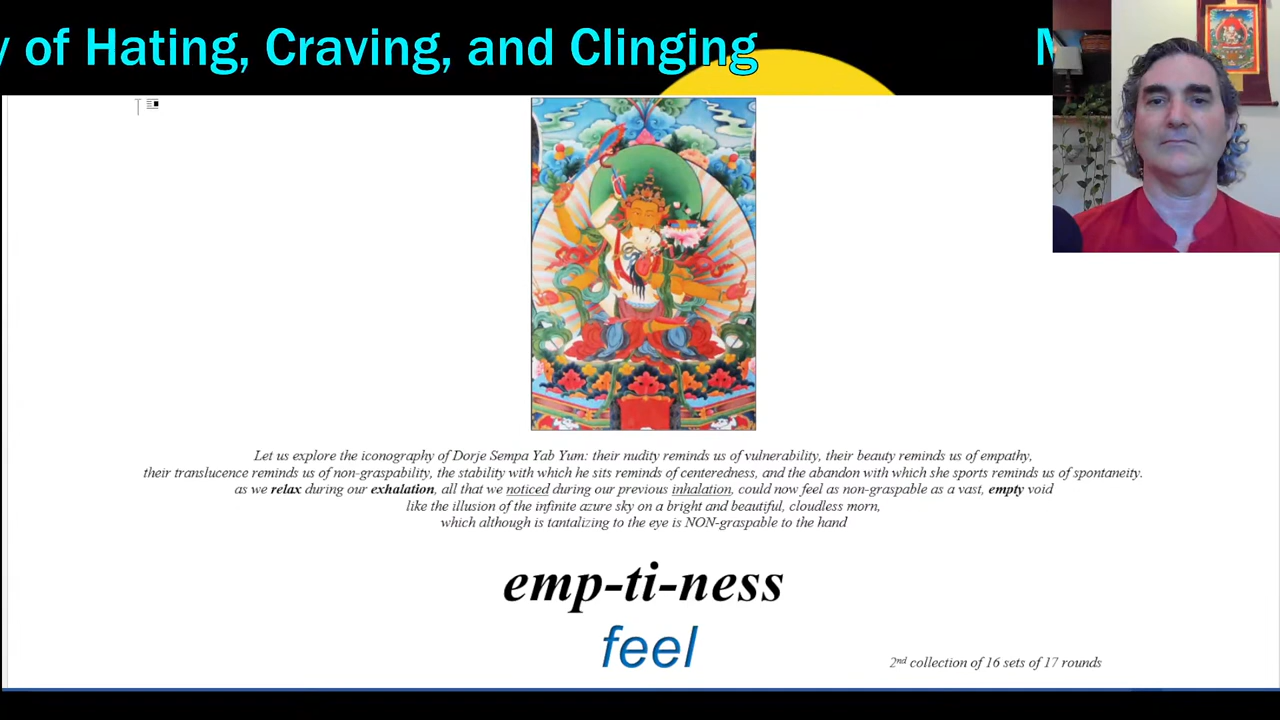 y of Hating, Craving, and Clinging
Let us explore the iconography of Dorje Sempa Yab Yum: their nudity reminds us of vulnerability, their beauty reminds us of empathy,
their translucence reminds us of non-graspability, the stability with which he sits reminds of centeredness, and the abandon with which she sports reminds us of spontaneity.
as we relax during our exhalation, all that we noticed during our previous inhalation, could now feel as non-graspable as a vast, empty void
like the illusion of the infinite azure sky on a bright and beautiful, cloudless morn,
which although is tantalizing to the eye is NON-graspable to the hand
emp-ti-ness
feel
2nd collection of 16 sets of 17 rounds